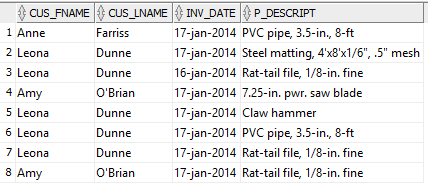 CUS_FNAME CUS_LNAME INV_DATE P_DESCRIPT
1 Anne Farriss 17-jan-2014 PVC pipe, 3.5-in., 8-ft
2 Leona Dunne 17-jan-2014 Steel matting, 4'x8'x1/6", .5" mesh
3 Leona Dunne 16-jan-2014 Rat-tail file, 1/8-in. fine
4 Amy O'Brian 17-jan-2014 7.25-in. pwr. saw blade
5 Leona Dunne 17-jan-2014 Claw hammer
6 Leona Dunne 17-jan-2014 PVC pipe, 3.5-in., 8-ft
7 Leona Dunne 17-jan-2014 Rat-tail file, 1/8-in. fine
8 Amy O'Brian 17-jan-2014 Rat-tail file, 1/8-in. fine